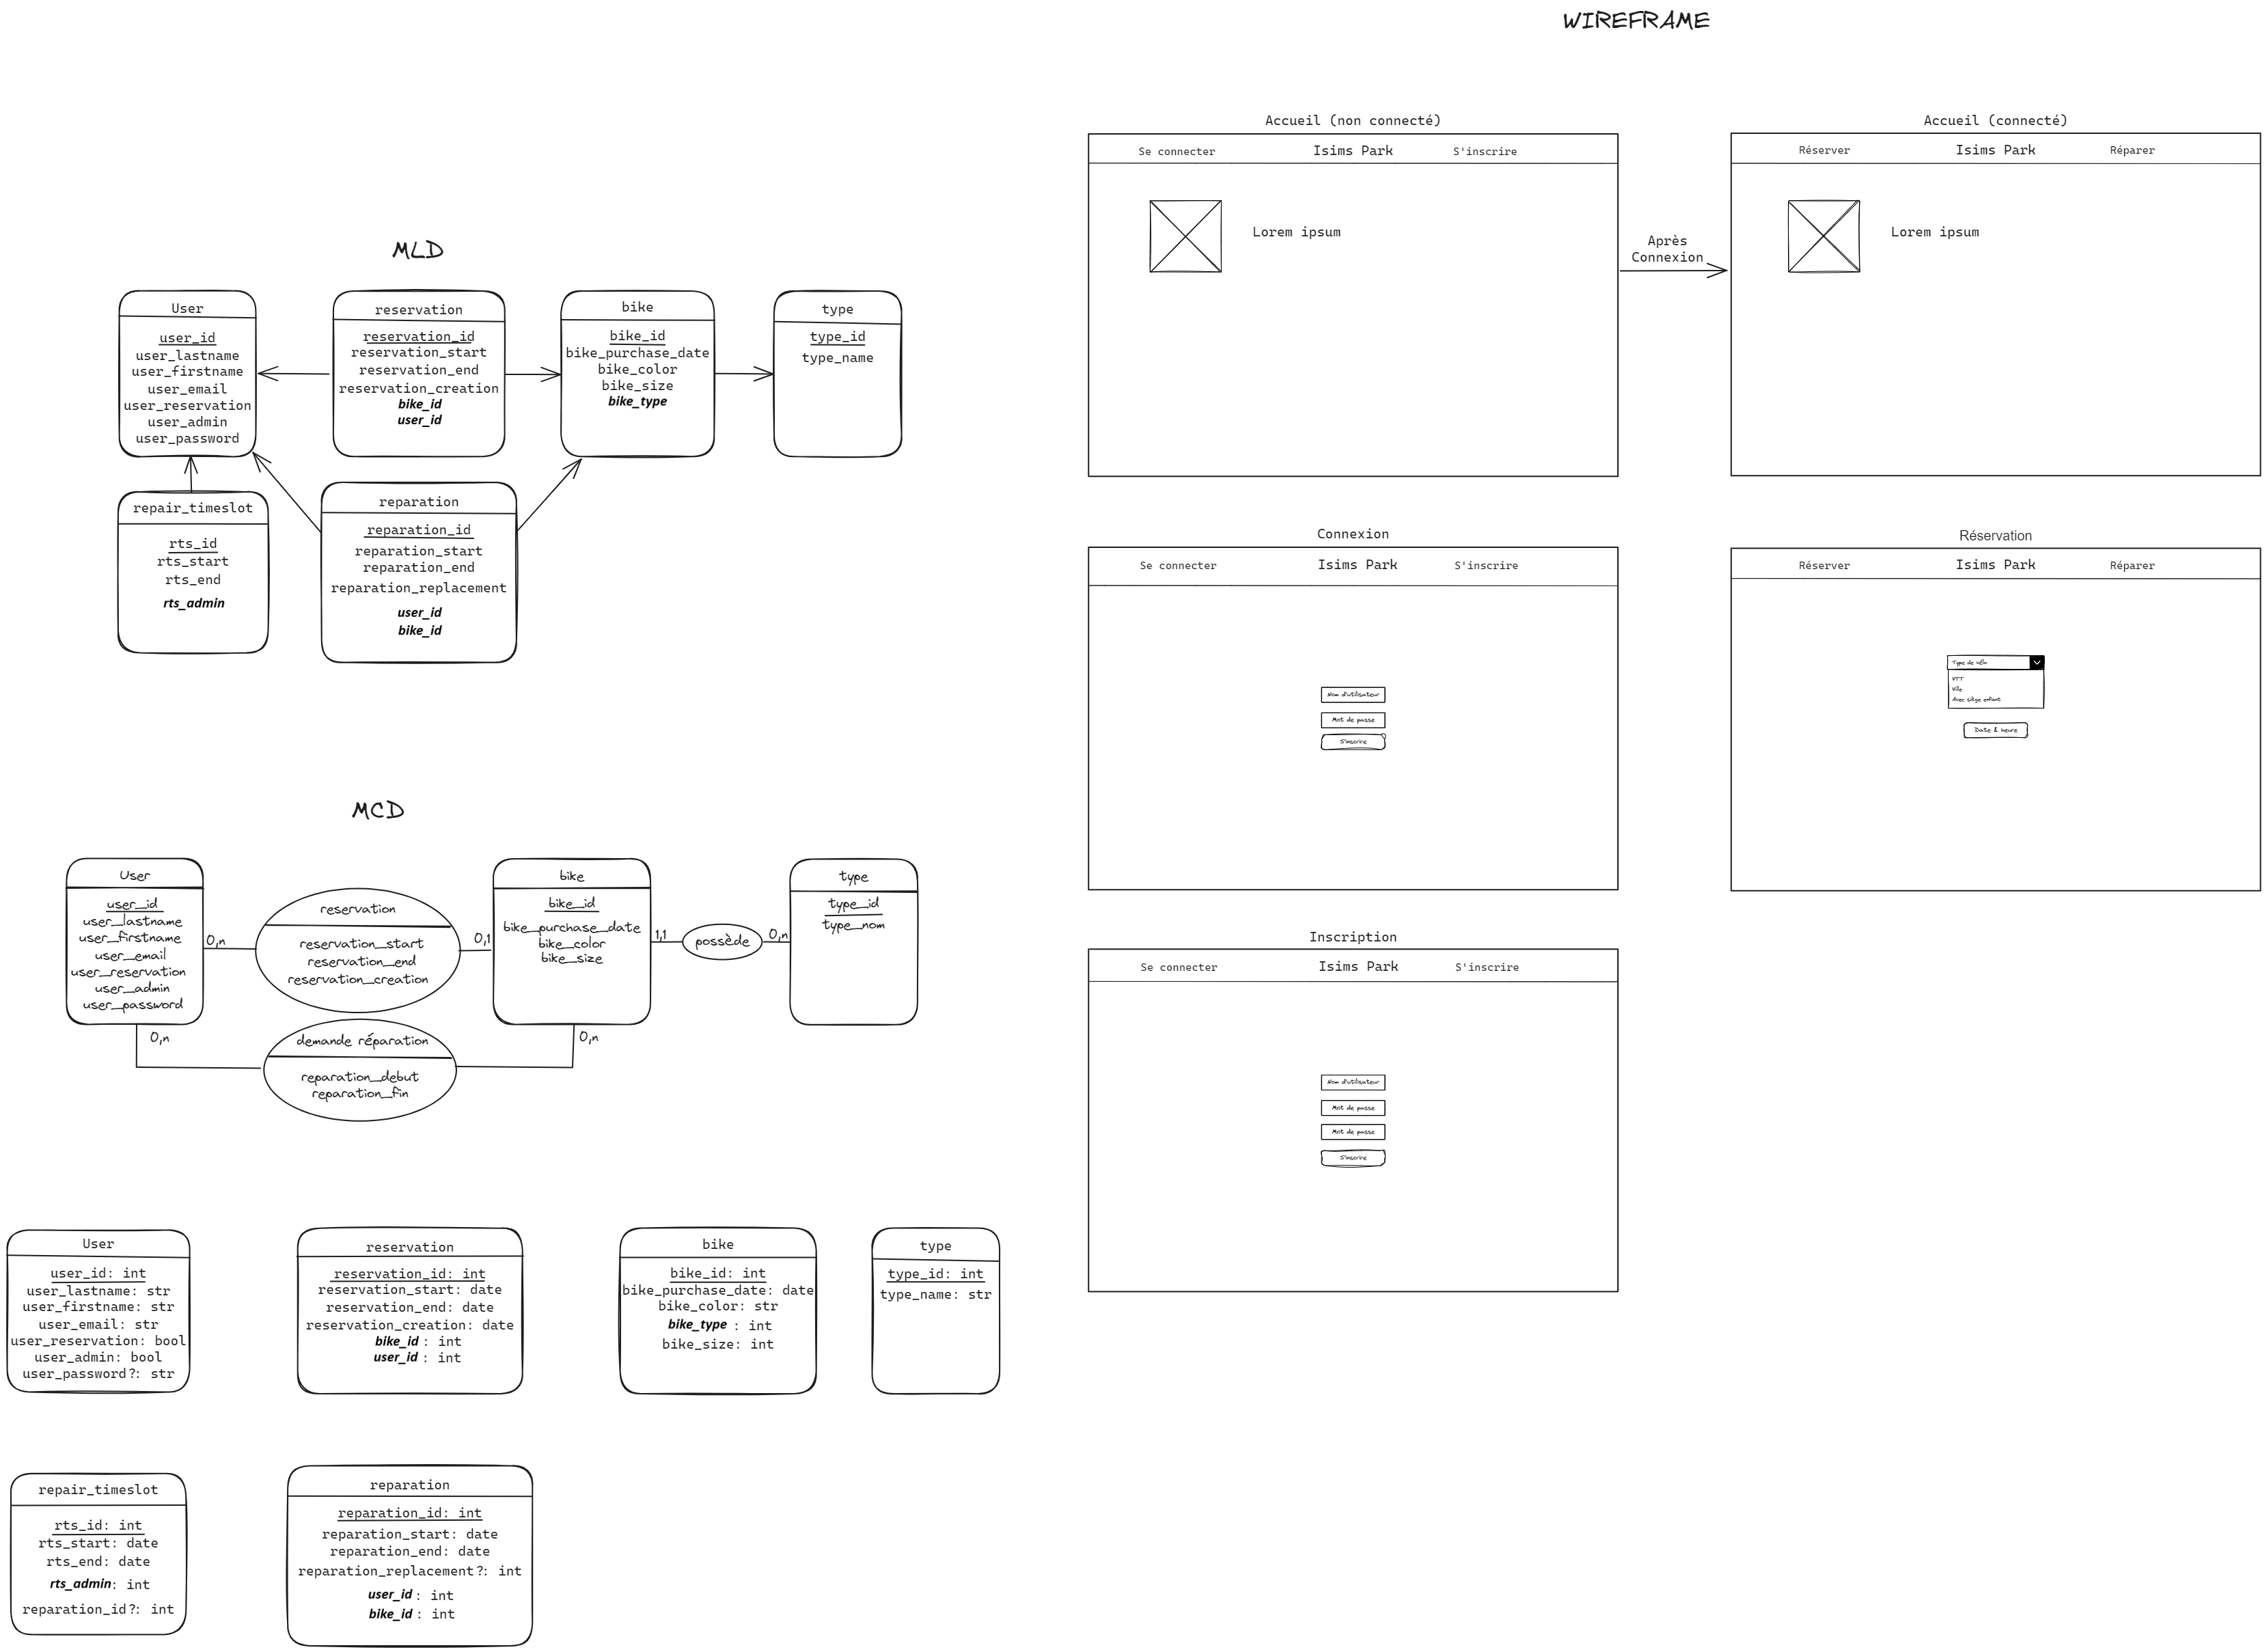 WIREFRAME
Accueil (non connecté)
Se connecter
Isims Park
S'inscrire
Lorem ipsum
Après
Connexion
Accueil (connecté)
Réserver
Isims Park
Réparer
Lorem ipsum
Connexion
Se connecter
Isims Park
S'inscrire
Nom d'utilisateur
Mot de passe
S'inscrire
Réservation
Réserver
Isims Park
Réparer
Type de vélo
VTT
Ville
Avec siège enfant
Date & heure
Inscription
Se connecter
Isims Park
S'inscrire
Nom d'utilisateur
Mot de passe
Mot de passe
S'inscrire
MLD
User
user_id
user_lastname
user_firstname
user_email
user_reservation
user_admin
user_password
reservation
reservation_id
reservation_start
reservation_end
reservation_creation
bike_id
user_id
bike
bike_id
bike_purchase_date
bike_color
bike_size
bike_type
type
type_id
type_name
repair_timeslot
rts_id
rts_start
rts_end
rts_admin
reparation
reparation_id
reparation_start
reparation_end
reparation_replacement
user_id
bike_id
MCD
User
user_id
user_lastname
user_firstname
user_email
user_reservation
user_admin
user_password
0,n
reservation
reservation_start
reservation_end
reservation_creation
0,1
bike
bike_id
bike_purchase_date
bike_color
bike_size
1,1
possède
0,n
type
type_id
type_nom
0,n
demande réparation
reparation_debut
reparation_fin
0,n
User
user_id: int
user_lastname: str
user_firstname: str
user_email: str
user_reservation: bool
user_admin: bool
user_password?: str
reservation
reservation_id: int
reservation_start: date
reservation_end: date
reservation_creation: date
bike_id : int
user_id : int
bike
bike_id: int
bike_purchase_date: date
bike_color: str
bike_type : int
bike_size: int
type
type_id: int
type_name: str
repair_timeslot
rts_id: int
rts_start: date
rts_end: date
rts_admin: int
reparation_id?: int
reparation
reparation_id: int
reparation_start: date
reparation_end: date
reparation_replacement?: int
user_id : int
bike_id : int